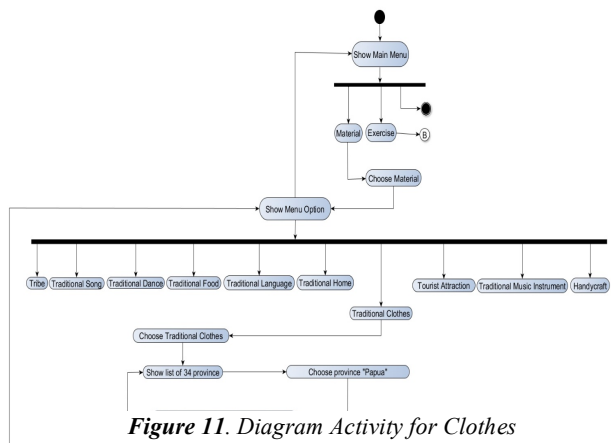 Show Main Menu
Material
Exercise
B
Choose Material
Show Menu Option
Tribe
Traditional Song
Traditional Dance
Traditional Food
Traditional Language
Traditional Home
Tourist Attraction
Traditional Music Instrument
Handycraft
Traditional Clothes
Choose Traditional Clothes
Show list of 34 province
Choose province "Papua"
Figure 11. Diagram Activity for Clothes